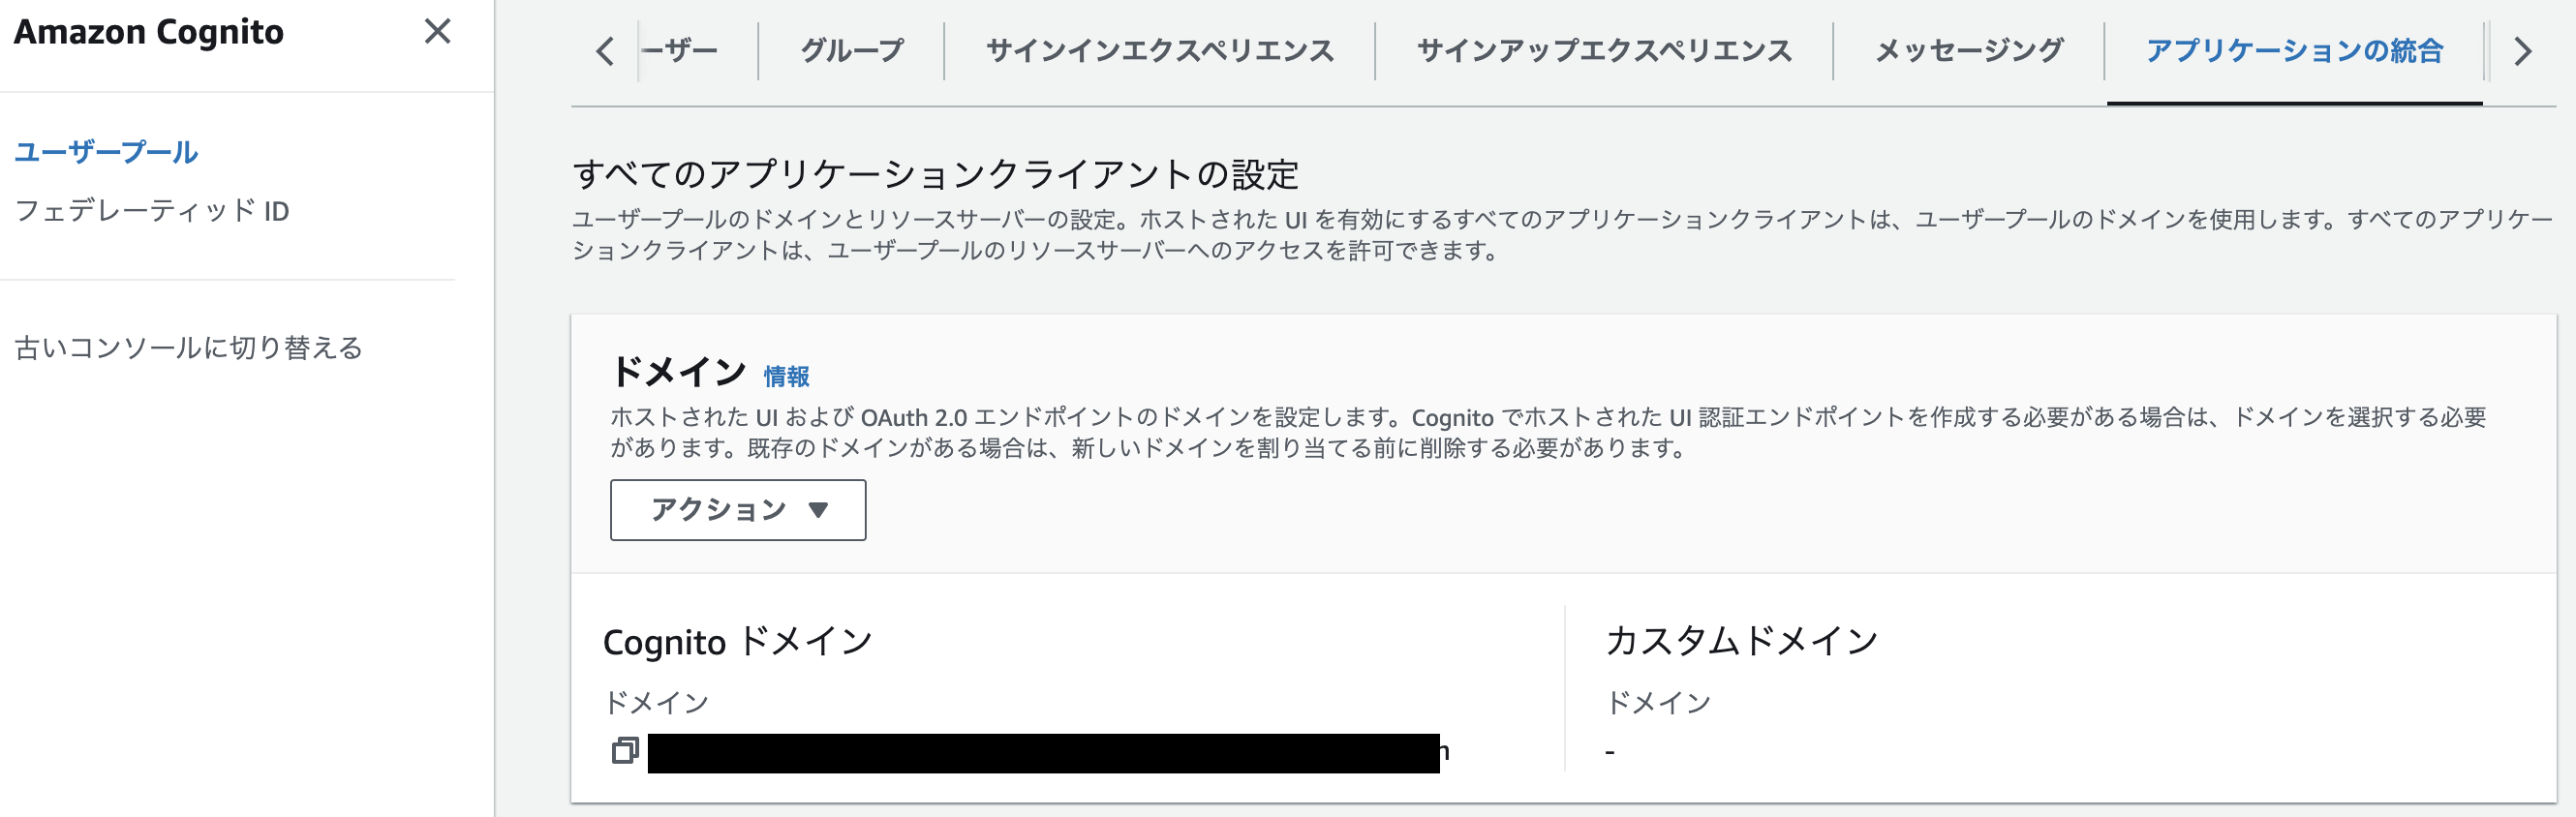 Amazon Cognito
ユーザープール
フェデレーティッド ID
古いコンソールに切り替える
ーザー
グループ
サインインエクスペリエンス
サインアップエクスペリエンス
メッセージング
アプリケーションの統合
すべてのアプリケーションクライアントの設定
ユーザープールのドメインとリソースサーバーの設定。ホストされた UI を有効にするすべてのアプリケーションクライアントは、ユーザープールのドメインを使用します。すべてのアプリケー
ションクライアントは、ユーザープールのリソースサーバーへのアクセスを許可できます。
ドメイン 情報
ホストされた UI および OAuth 2.0 エンドポイントのドメインを設定します。Cognito でホストされた UI 認証エンドポイントを作成する必要がある場合は、ドメインを選択する必要
があります。既存のドメインがある場合は、新しいドメインを割り当てる前に削除する必要があります。
アクション
Cognito ドメイン
ドメイン
カスタムドメイン
ドメイン
-